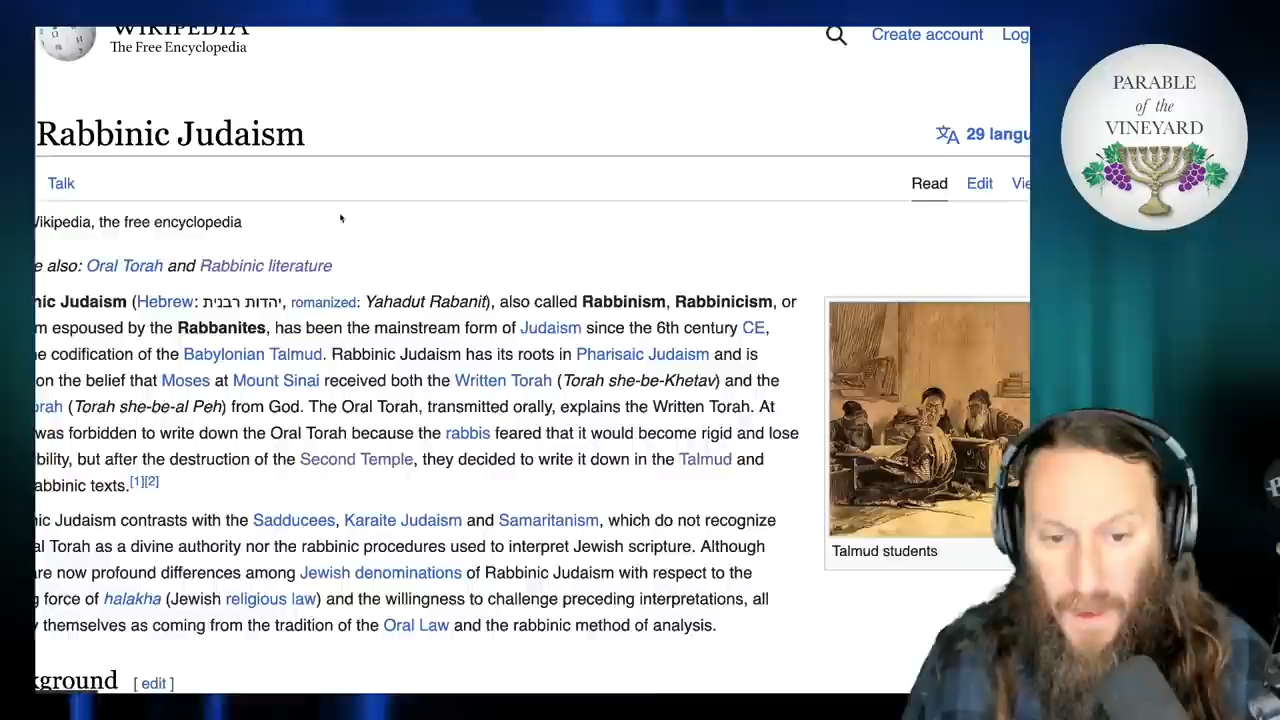 WIKIPEDIA
The Free Encyclopedia
Create account
Log
PARABLE
of the
VINEYARD
Rabbinic Judaism
29 langu
Talk
Read
Edit
Vie
Wikipedia, the free encyclopedia
e also: Oral Torah and Rabbinic literature
nic Judaism (Hebrew: יהדות רבנית, romanized: Yahadut Rabanit), also called Rabbinism, Rabbinicism, or
m espoused by the Rabbanites, has been the mainstream form of Judaism since the 6th century CE,
e codification of the Babylonian Talmud. Rabbinic Judaism has its roots in Pharisaic Judaism and is
on the belief that Moses at Mount Sinai received both the Written Torah (Torah she-be-Khetav) and the
orah (Torah she-be-al Peh) from God. The Oral Torah, transmitted orally, explains the Written Torah. At
was forbidden to write down the Oral Torah because the rabbis feared that it would become rigid and lose
bility, but after the destruction of the Second Temple, they decided to write it down in the Talmud and
abbinic texts.[1][2]
nic Judaism contrasts with the Sadducees, Karaite Judaism and Samaritanism, which do not recognize
al Torah as a divine authority nor the rabbinic procedures used to interpret Jewish scripture. Although
re now profound differences among Jewish denominations of Rabbinic Judaism with respect to the
g force of halakha (Jewish religious law) and the willingness to challenge preceding interpretations, all
y themselves as coming from the tradition of the Oral Law and the rabbinic method of analysis.
Talmud students
kground [ edit ]